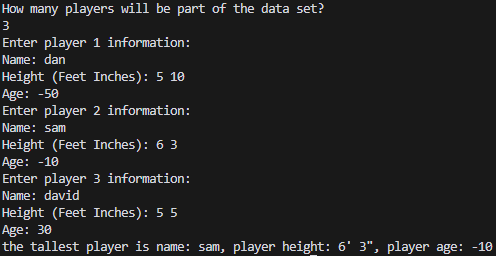 How many players will be part of the data set?
3
Enter player 1 information:
Name: dan
Height (Feet Inches): 5 10
Age: -50
Enter player 2 information:
Name: sam
Height (Feet Inches): 6 3
Age: -10
Enter player 3 information:
Name: david
Height (Feet Inches): 5 5
Age: 30
the tallest player is name: sam, player height: 6' 3", player age: -10